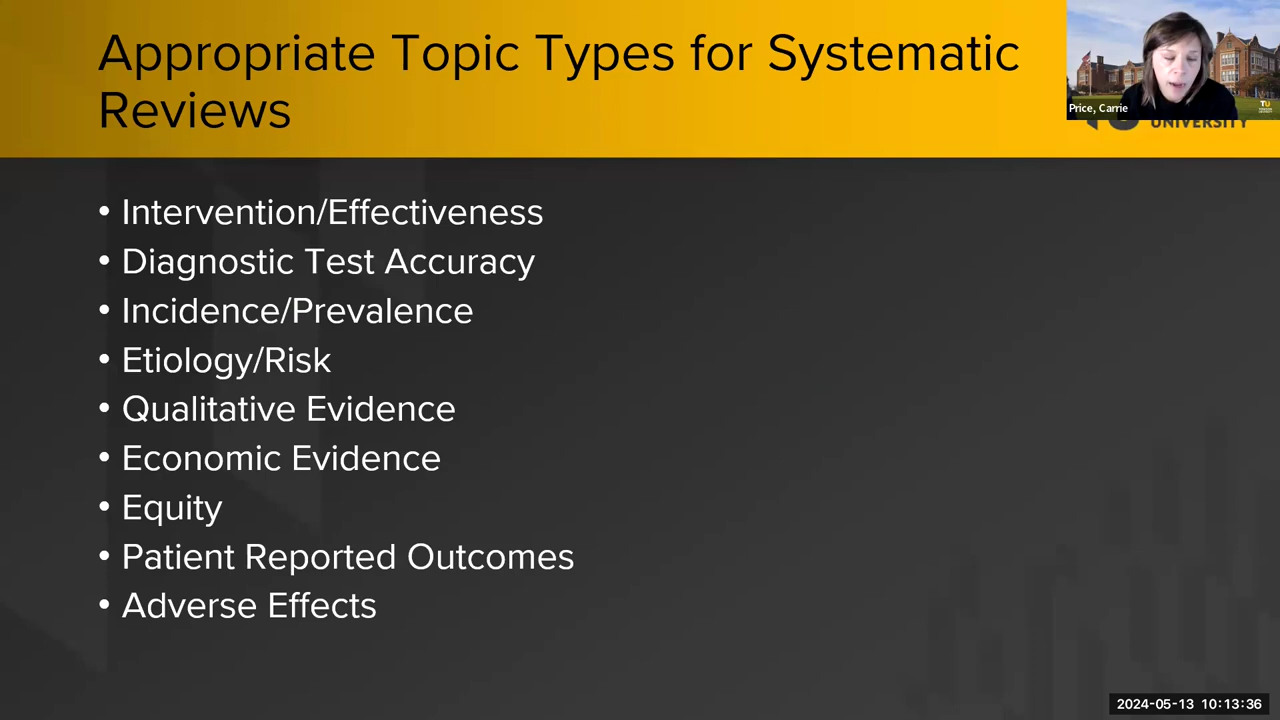 Appropriate Topic Types for Systematic
Reviews
Price, Carrie
TU
UNIVERSITY
• Intervention/Effectiveness
• Diagnostic Test Accuracy
• Incidence/Prevalence
• Etiology/Risk
• Qualitative Evidence
• Economic Evidence
• Equity
• Patient Reported Outcomes
• Adverse Effects
2024-05-13 10:13:36